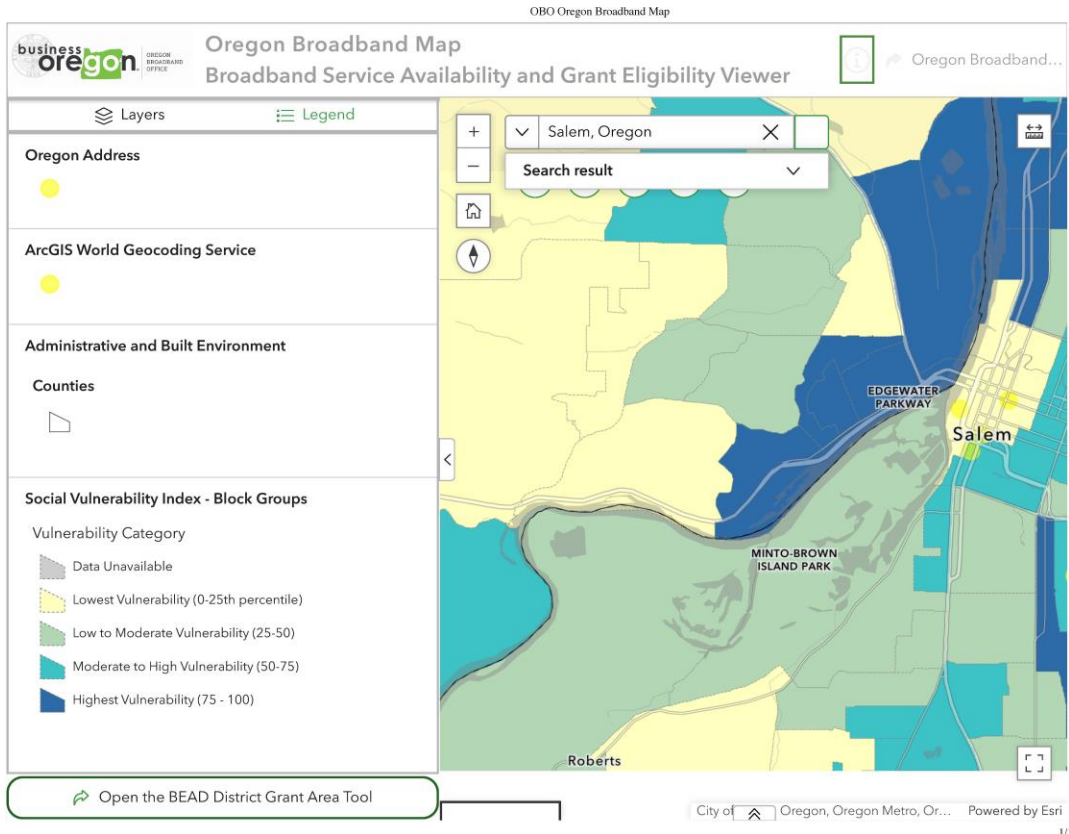 OBO Oregon Broadband Map
business
oregon
OREGON
BROADBAND
OFFICE
Oregon Broadband Map
Broadband Service Availability and Grant Eligibility Viewer
Oregon Broadband...
Layers
Legend
Oregon Address
ArcGIS World Geocoding Service
Administrative and Built Environment
Counties
Social Vulnerability Index - Block Groups
Vulnerability Category
Data Unavailable
Lowest Vulnerability (0-25th percentile)
Low to Moderate Vulnerability (25-50)
Moderate to High Vulnerability (50-75)
Highest Vulnerability (75 - 100)
Open the BEAD District Grant Area Tool
+
Salem, Oregon
−
Search result
EDGEWATER
PARKWAY
Salem
MINTO-BROWN
ISLAND PARK
Roberts
City of
Oregon, Oregon Metro, Or...
Powered by Esri
1/